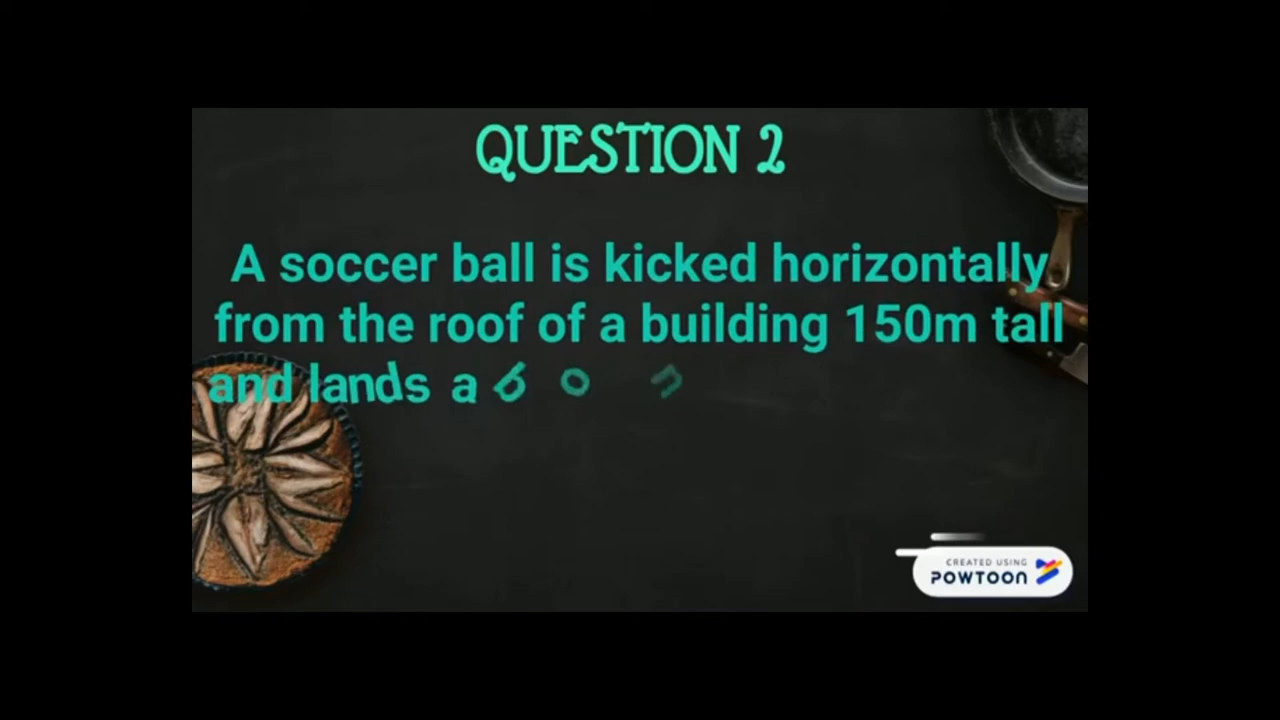 QUESTION 2
A soccer ball is kicked horizontally
from the roof of a building 150m tall
and lands
CREATED USING
POWTOON